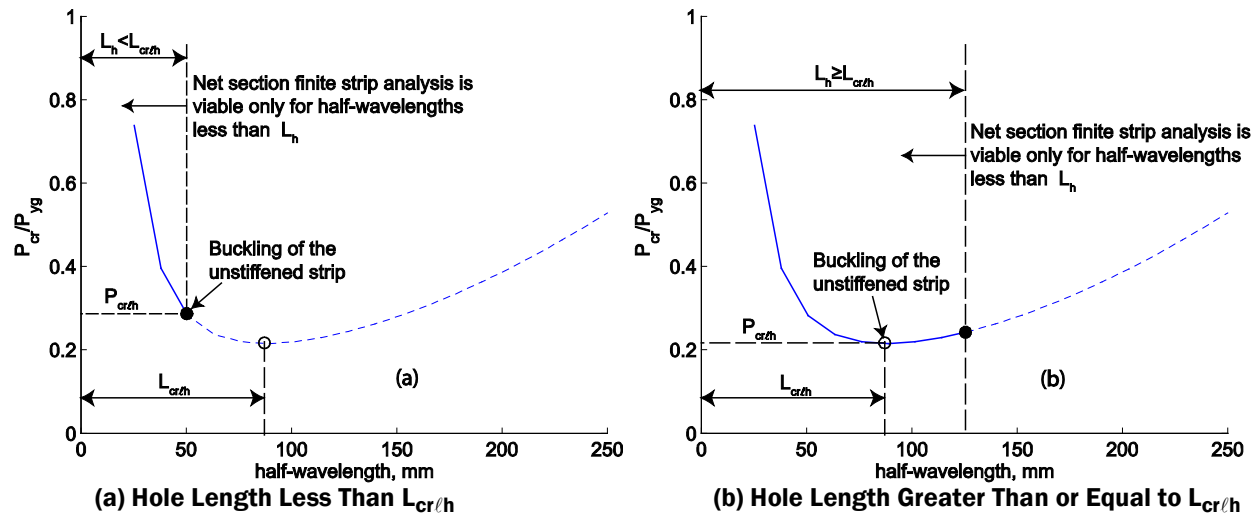 1
0.8
0.6
0.4
0.2
0
P_cr/P_yg
L_h<L_crℓh
Net section finite strip analysis is
viable only for half-wavelengths
less than L_h
Buckling of the
unstiffened strip
P_crℓh
L_crℓh
(a)
0 50 100 150 200 250
half-wavelength, mm
(a) Hole Length Less Than L_crℓh
1
0.8
0.6
0.4
0.2
0
P_cr/P_yg
L_h≥L_crℓh
Net section finite strip analysis is
viable only for half-wavelengths
less than L_h
Buckling of the
unstiffened strip
P_crℓh
L_crℓh
(b)
0 50 100 150 200 250
half-wavelength, mm
(b) Hole Length Greater Than or Equal to L_crℓh